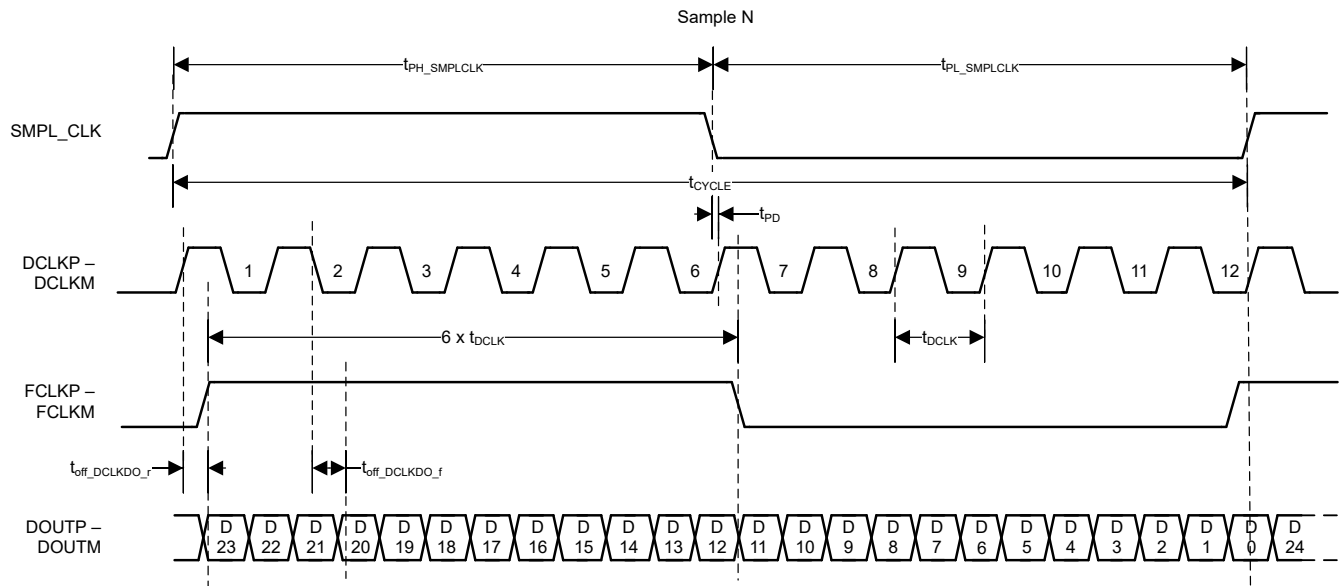 Sample N
tPH_SMPLCLK
tPL_SMPLCLK
SMPL_CLK
tCYCLE
tPD
DCLKP –
DCLKM
1 2 3 4 5 6 7 8 9 10 11 12
6 x tDCLK
tDCLK
FCLKP –
FCLKM
toff_DCLKDO_r
toff_DCLKDO_f
DOUTP –
DOUTM
D D D D D D D D D D D D D D D D D D D D D D D D D
23 22 21 20 19 18 17 16 15 14 13 12 11 10 9 8 7 6 5 4 3 2 1 0 24